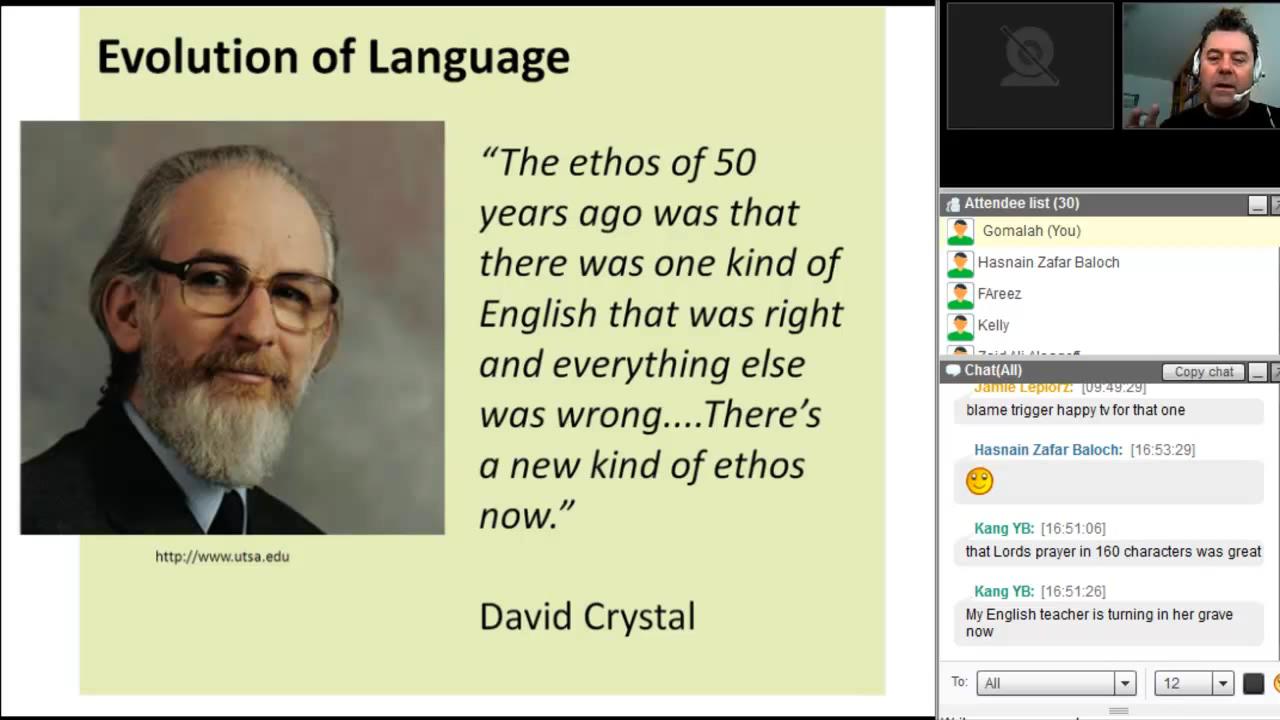 Evolution of Language
“The ethos of 50
years ago was that
there was one kind of
English that was right
and everything else
was wrong....There’s
a new kind of ethos
now.”
David Crystal
http://www.utsa.edu
Attendee list (30)
Gomalah (You)
Hasnain Zafar Baloch
FAreez
Kelly
Chat(All)
Copy chat
Jamie Lepiorz: [09:49:29]
blame trigger happy tv for that one
Hasnain Zafar Baloch: [16:53:29]
Kang YB: [16:51:06]
that Lords prayer in 160 characters was great
Kang YB: [16:51:26]
My English teacher is turning in her grave
now
To:
All
12